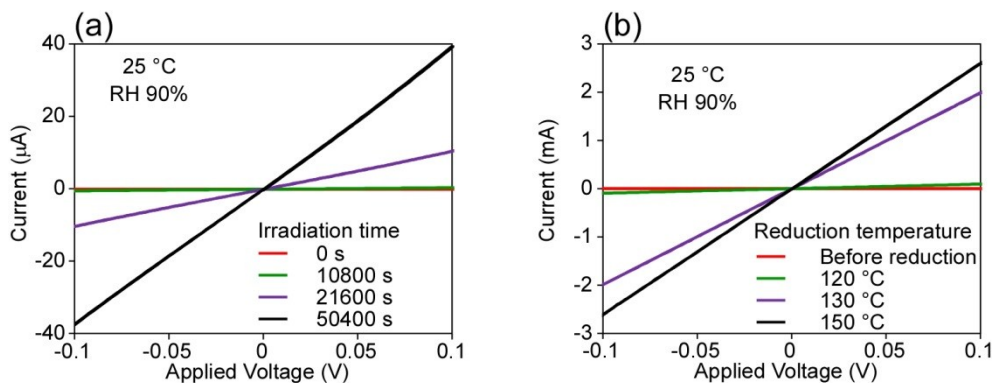 (a)
40
20
0
-20
-40
Current (μA)
25 °C
RH 90%
Irradiation time
0 s
10800 s
21600 s
50400 s
-0.1
-0.05
0
0.05
0.1
Applied Voltage (V)
(b)
3
2
1
0
-1
-2
-3
Current (mA)
25 °C
RH 90%
Reduction temperature
Before reduction
120 °C
130 °C
150 °C
-0.1
-0.05
0
0.05
0.1
Applied Voltage (V)